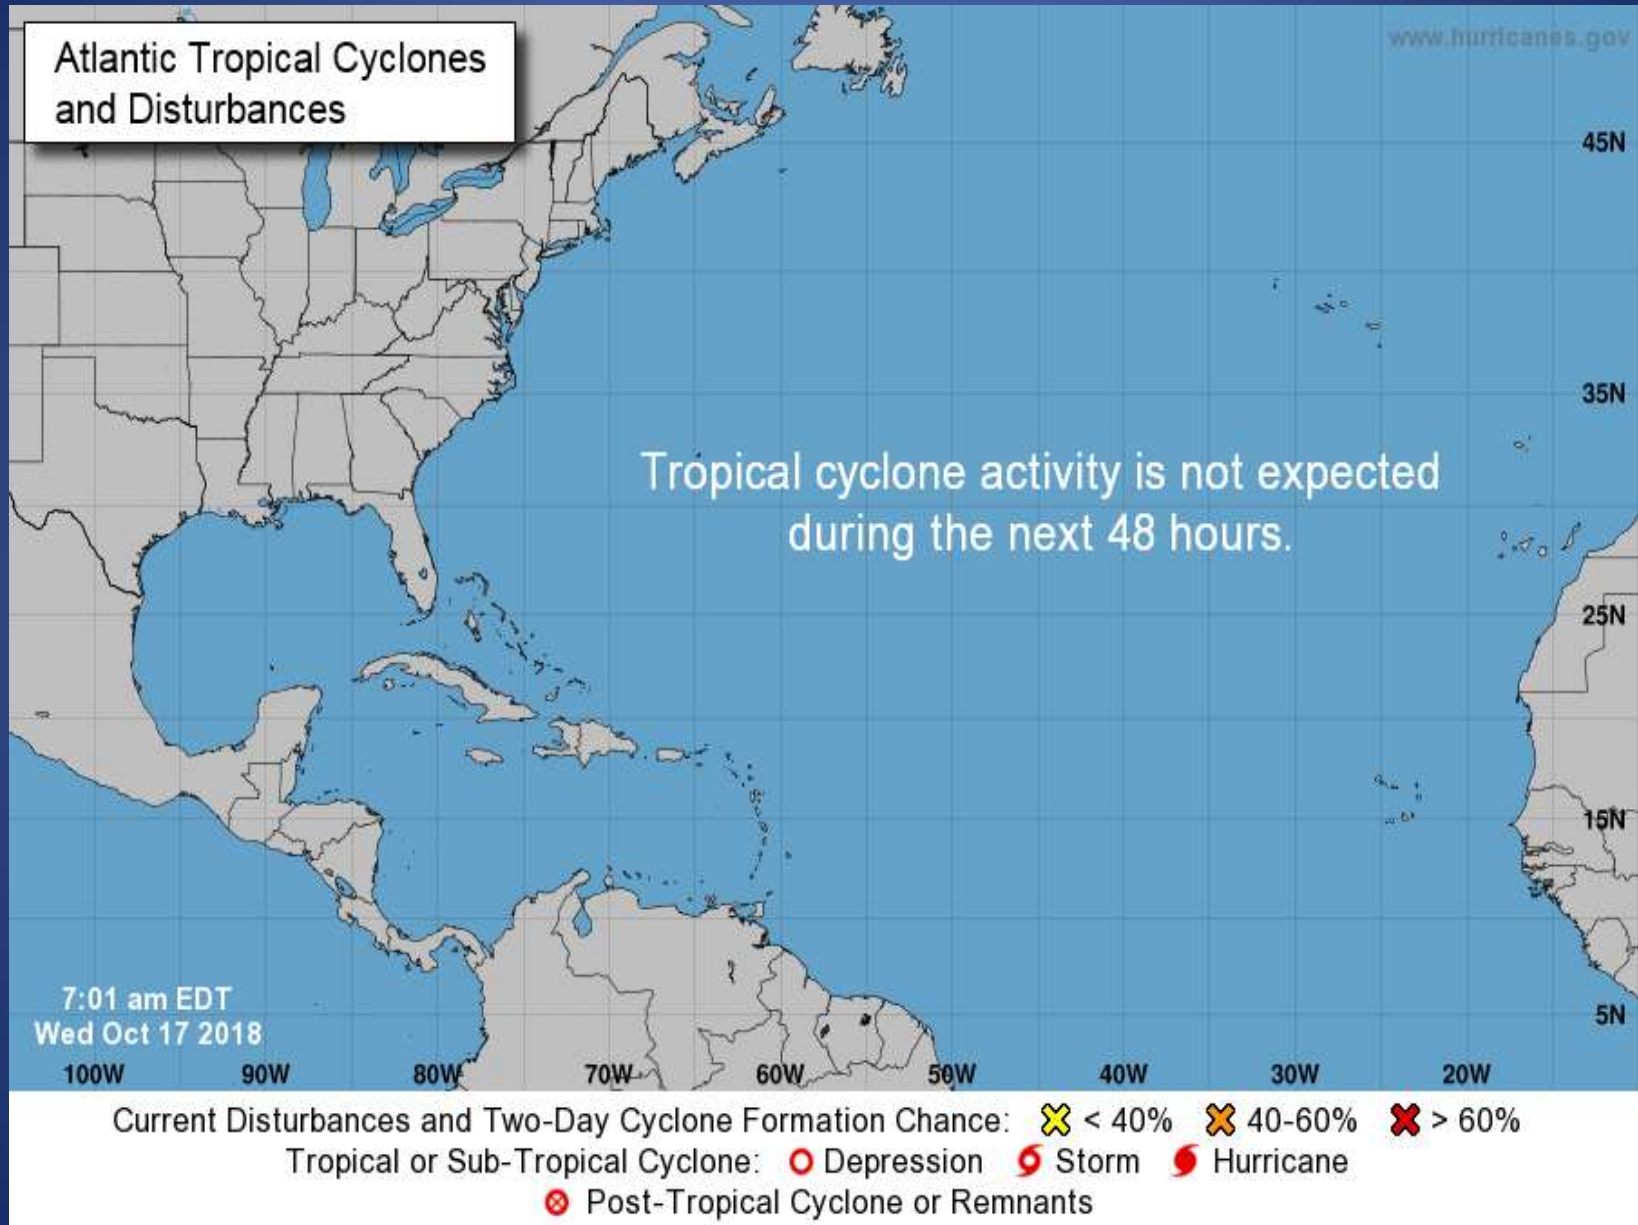 Atlantic Tropical Cyclones
and Disturbances
www.hurricanes.gov
45N
35N
Tropical cyclone activity is not expected
during the next 48 hours.
25N
15N
7:01 am EDT
Wed Oct 17 2018
5N
100W 90W 80W 70W 60W 50W 40W 30W 20W
Current Disturbances and Two-Day Cyclone Formation Chance: < 40% 40-60% > 60%
Tropical or Sub-Tropical Cyclone: Depression Storm Hurricane
Post-Tropical Cyclone or Remnants